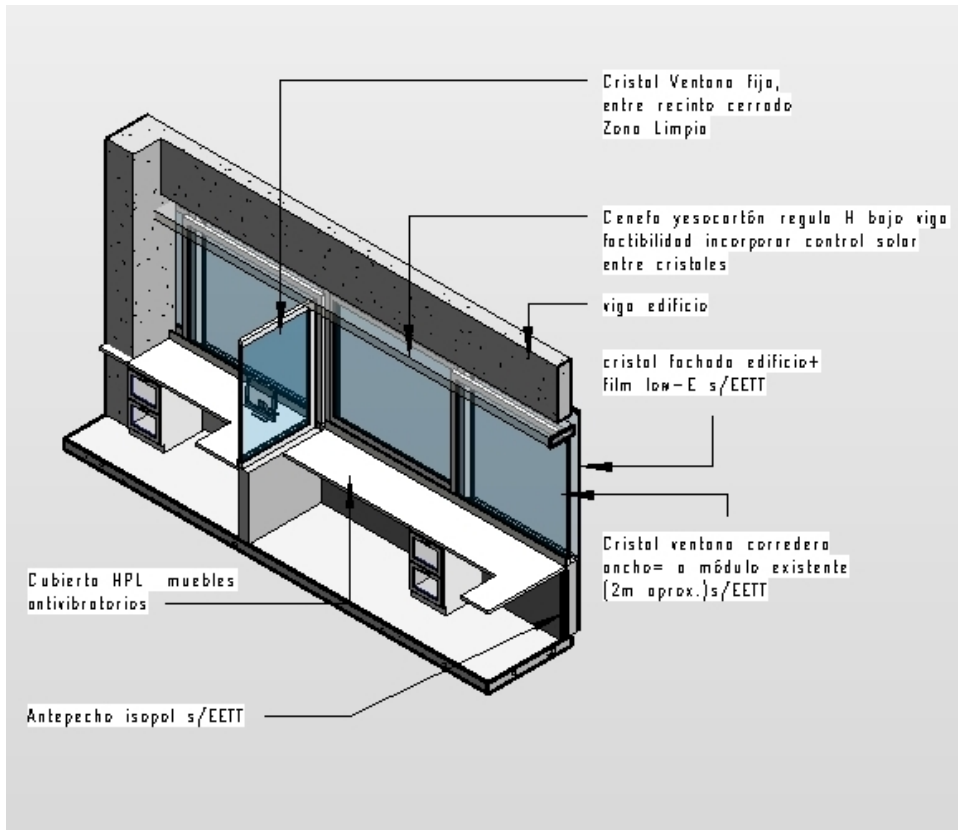 Cristal Ventana fija,
entre recinto cerrado
Zona Limpia
Cenefa yesocartón regula H bajo viga
factibilidad incorporar control solar
entre cristales
viga edificio
cristal fachada edificio+
film low-E s/EETT
Cristal ventana corredera
ancho= a módulo existente
(2m aprox.)s/EETT
Cubierta HPL muebles
antivibratorios
Antepecho isopol s/EETT